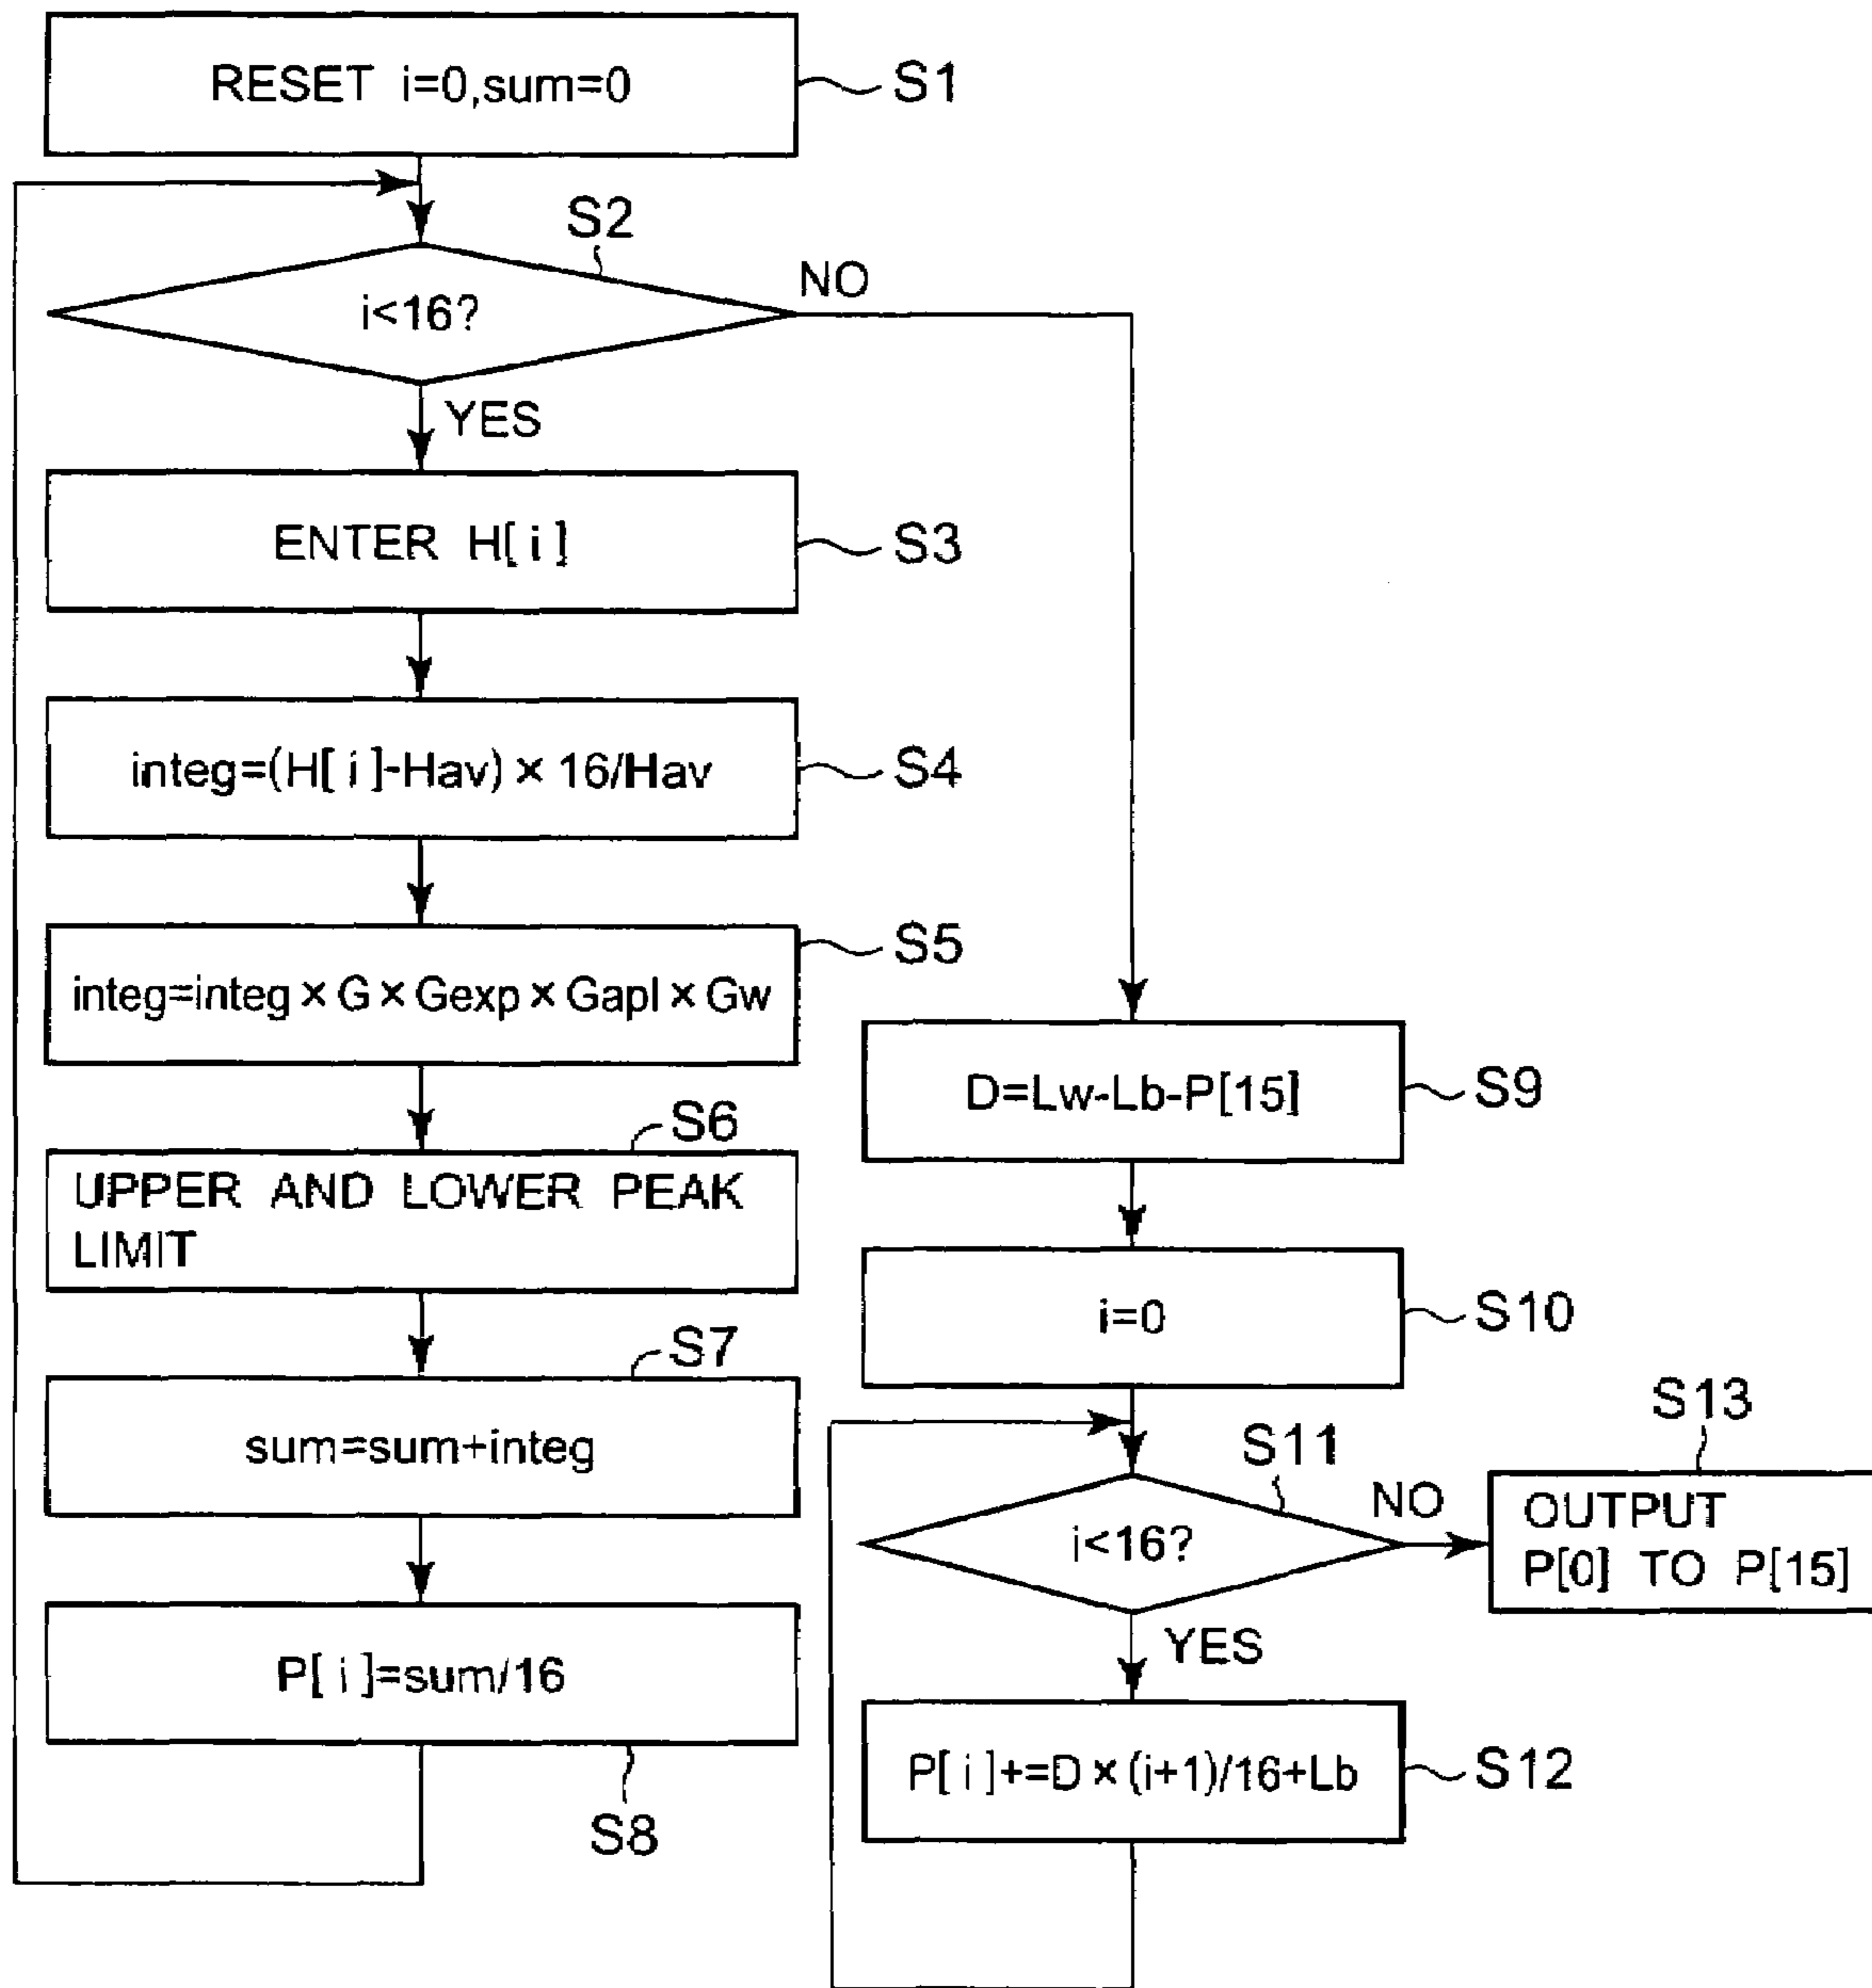 RESET i=0,sum=0
S1
S2
i<16?
NO
YES
ENTER H[i]
S3
integ=(H[i]-Hav)×16/Hav
S4
integ=integ×G×Gexp×Gapl×Gw
S5
S6
UPPER AND LOWER PEAK
LIMIT
S7
sum=sum+integ
P[i]=sum/16
S8
D=Lw-Lb-P[15]
S9
i=0
S10
S11
i<16?
NO
S13
OUTPUT
P[0] TO P[15]
YES
P[i]+=D×(i+1)/16+Lb
S12